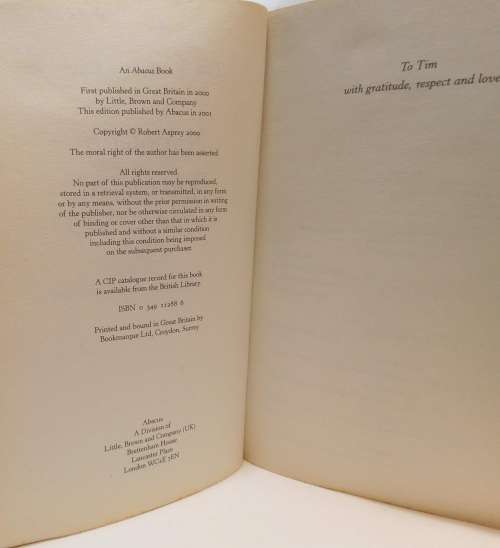 An Abacus Book
First published in Great Britain in 2000
by Little, Brown and Company
This edition published by Abacus in 2001
Copyright © Robert Asprey 2000
The moral right of the author has been asserted.
All rights reserved.
No part of this publication may be reproduced,
stored in a retrieval system, or transmitted, in any form
or by any means, without the prior permission in writing
of the publisher, nor be otherwise circulated in any form
of binding or cover other than that in which it is
published and without a similar condition
including this condition being imposed
on the subsequent purchaser.
A CIP catalogue record for this book
is available from the British Library.
ISBN 0 349 11288 6
Printed and bound in Great Britain by
Bookmarque Ltd, Croydon, Surrey
Abacus
A Division of
Little, Brown and Company (UK)
Brettenham House
Lancaster Place
London WC2E 7EN
To Tim
with gratitude, respect and love